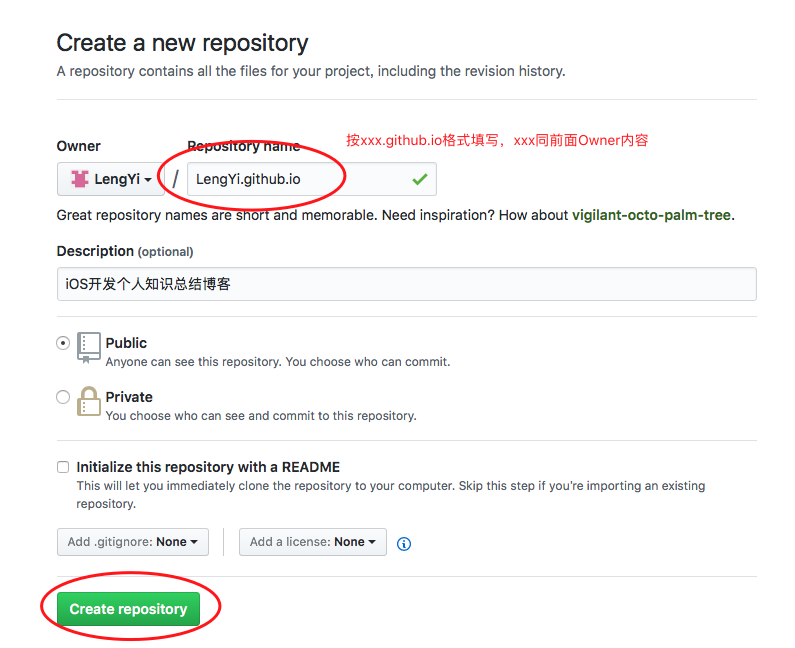 Create a new repository
A repository contains all the files for your project, including the revision history.
Owner
Repository name
按xxx.github.io格式填写，xxx同前面Owner内容
LengYi / LengYi.github.io
Great repository names are short and memorable. Need inspiration? How about vigilant-octo-palm-tree.
Description (optional)
iOS开发个人知识总结博客
Public
Anyone can see this repository. You choose who can commit.
Private
You choose who can see and commit to this repository.
Initialize this repository with a README
This will let you immediately clone the repository to your computer. Skip this step if you're importing an existing
repository.
Add .gitignore: None
Add a license: None
Create repository